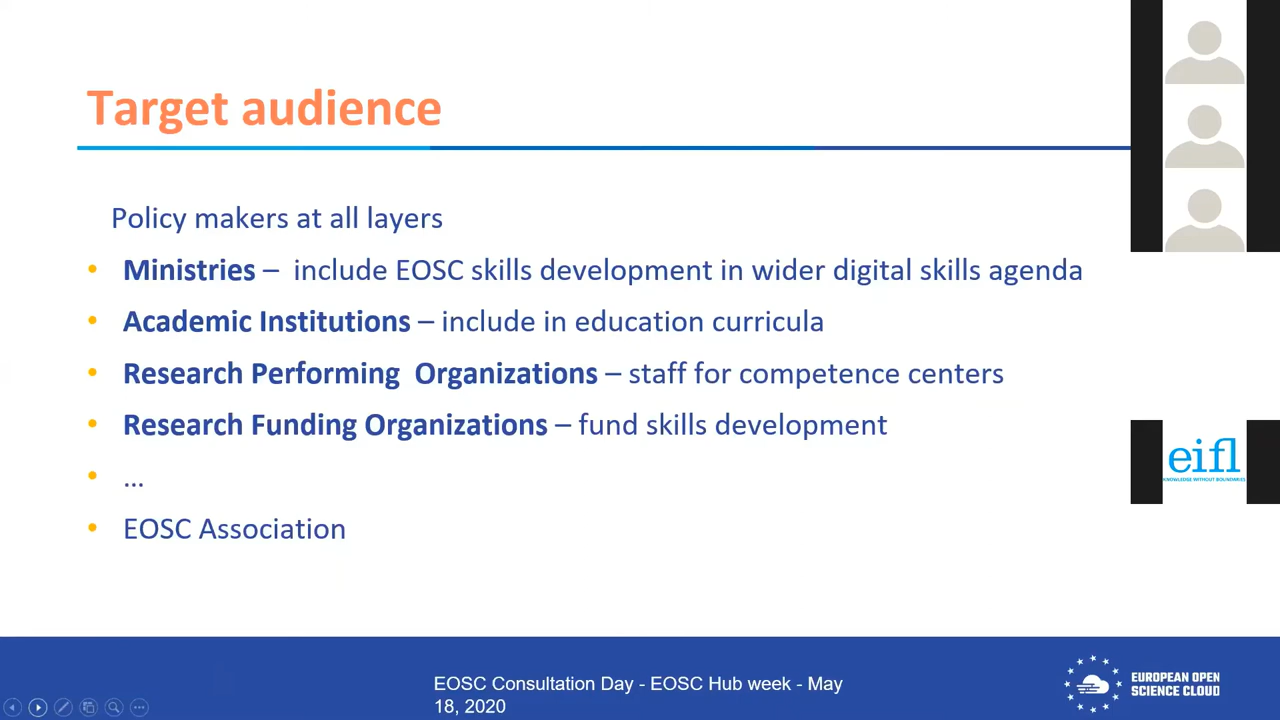 Target audience
Policy makers at all layers
• Ministries – include EOSC skills development in wider digital skills agenda
• Academic Institutions – include in education curricula
• Research Performing Organizations – staff for competence centers
• Research Funding Organizations – fund skills development
• ...
• EOSC Association
eifl
KNOWLEDGE WITHOUT BOUNDARIES
EOSC Consultation Day - EOSC Hub week - May
18, 2020
EUROPEAN OPEN
SCIENCE CLOUD